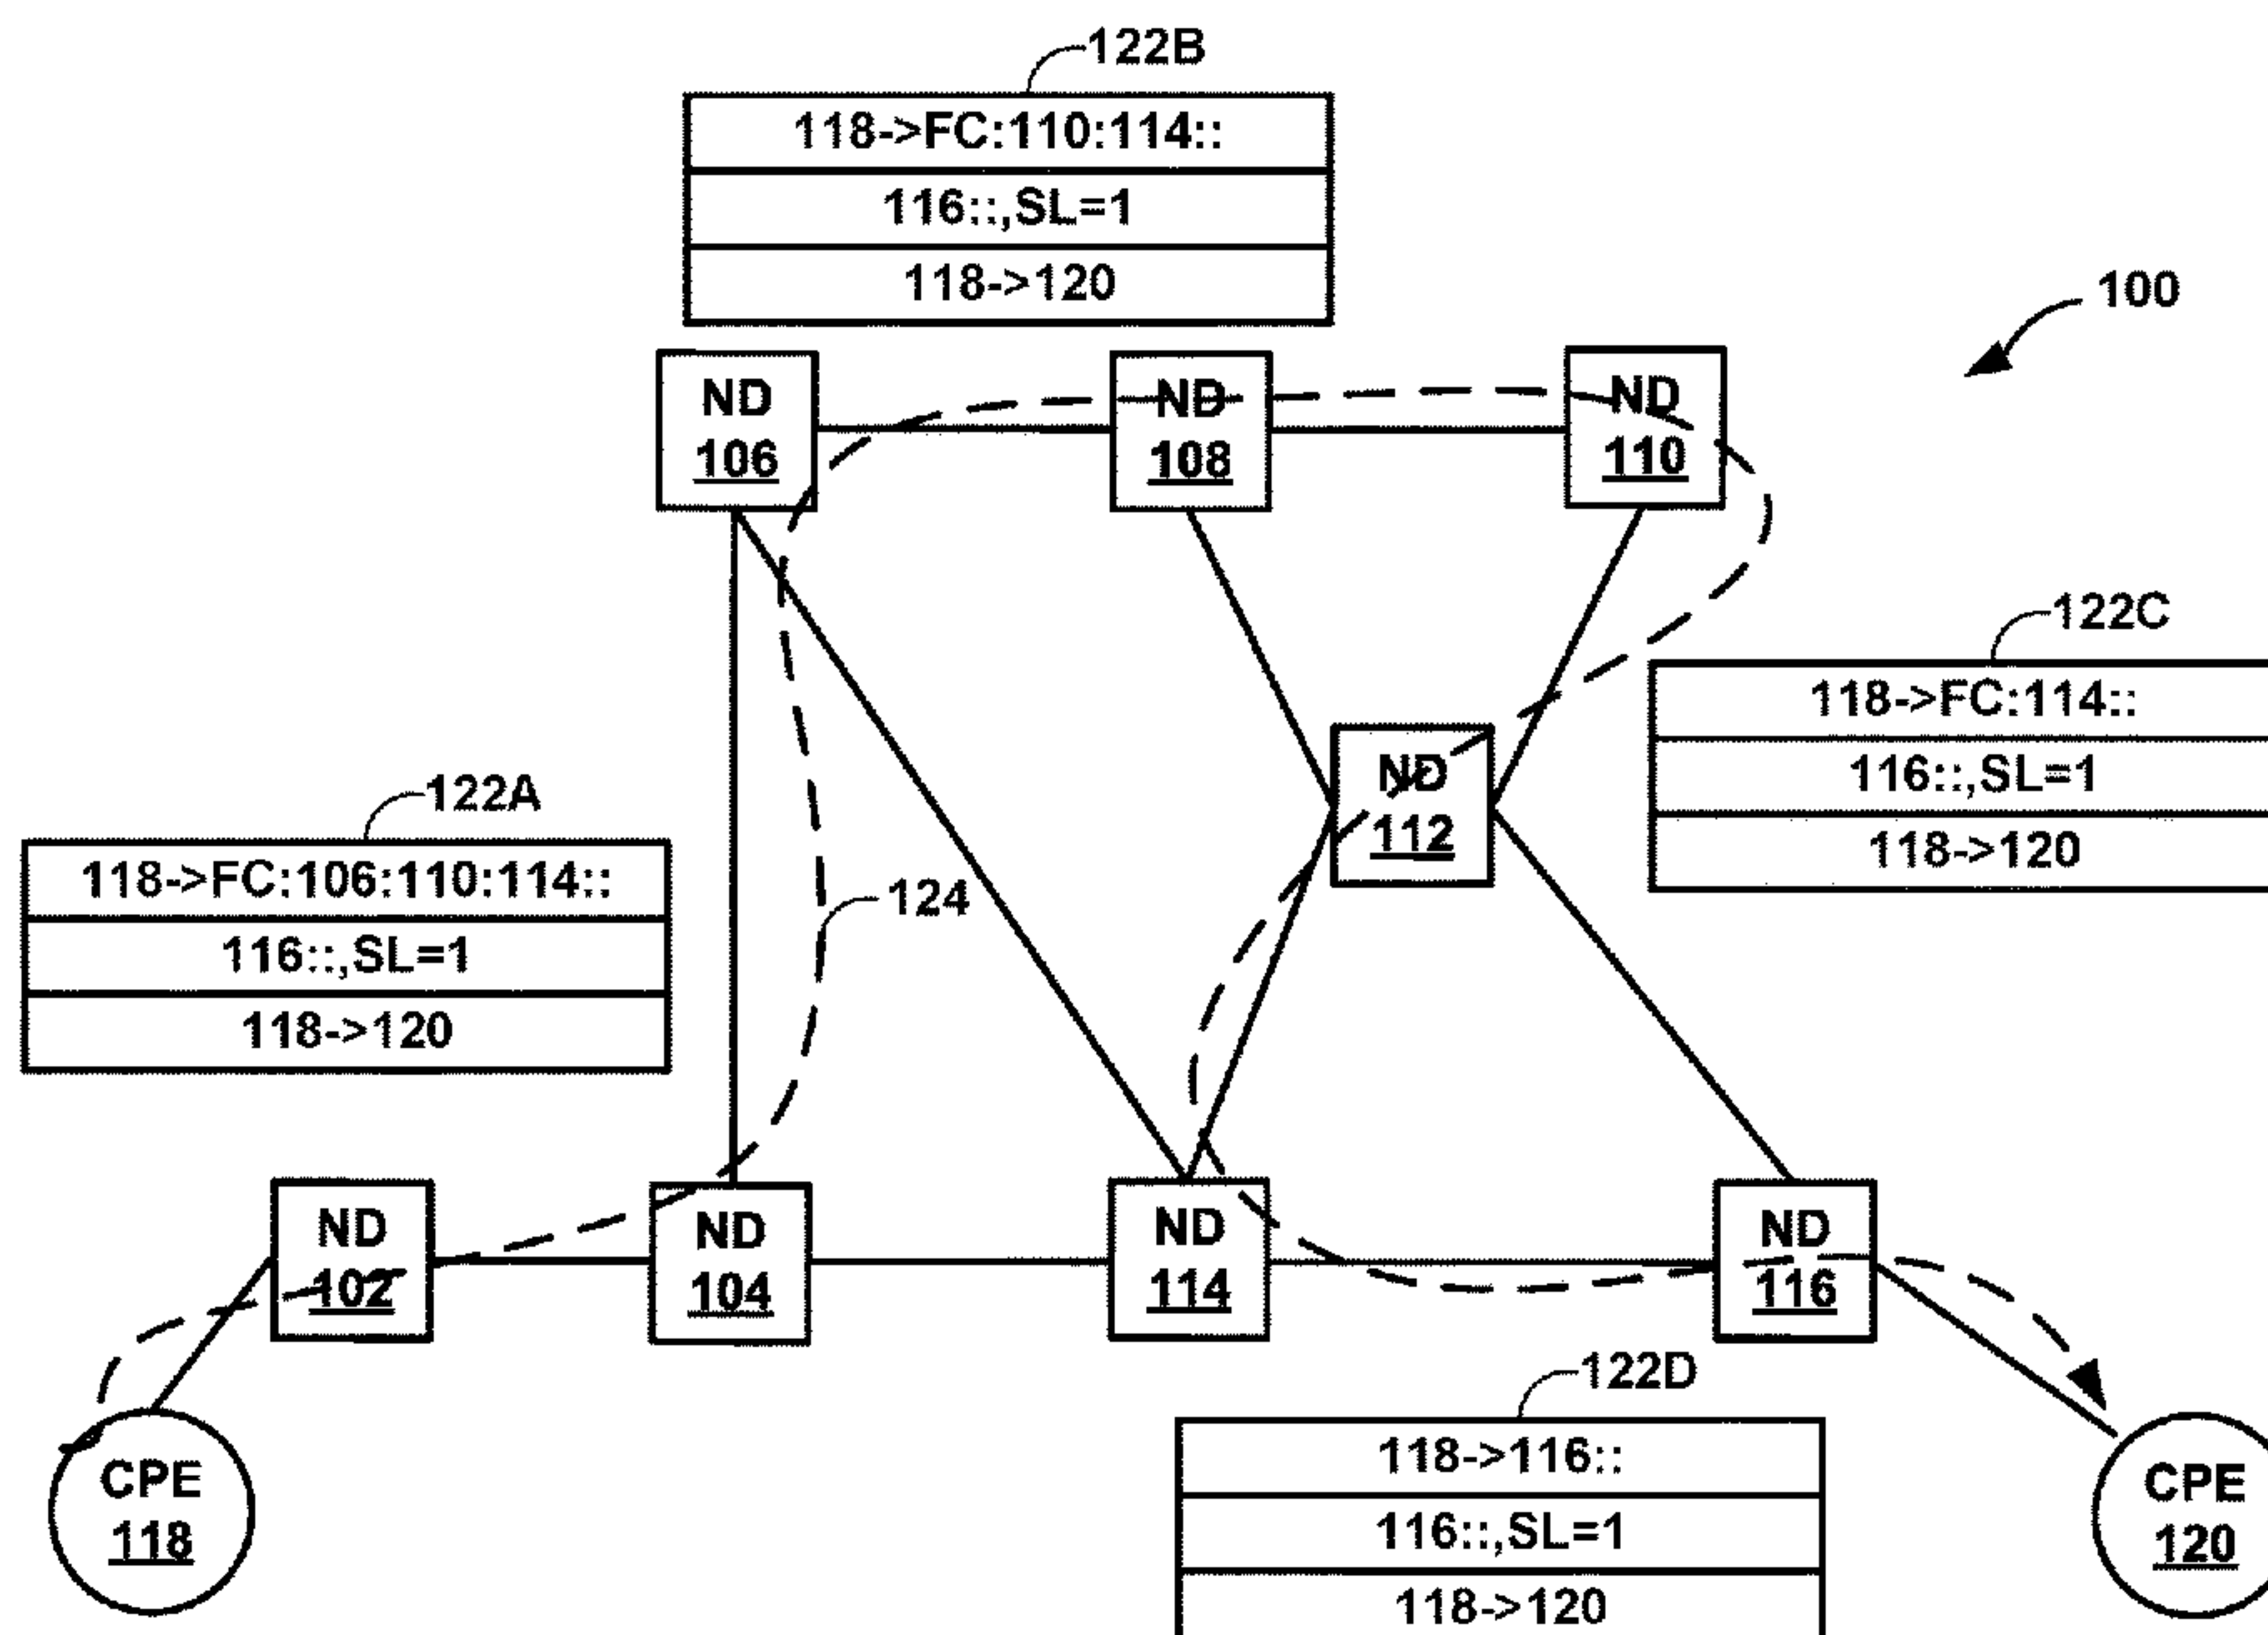 122B
118->FC:110:114::
116::,SL=1
118->120
100
ND
106
ND
108
ND
110
122C
118->FC:114::
116::,SL=1
118->120
ND
112
122A
118->FC:106:110:114::
116::,SL=1
118->120
124
ND
102
ND
104
ND
114
ND
116
122D
118->116::
116::,SL=1
118->120
CPE
118
CPE
120